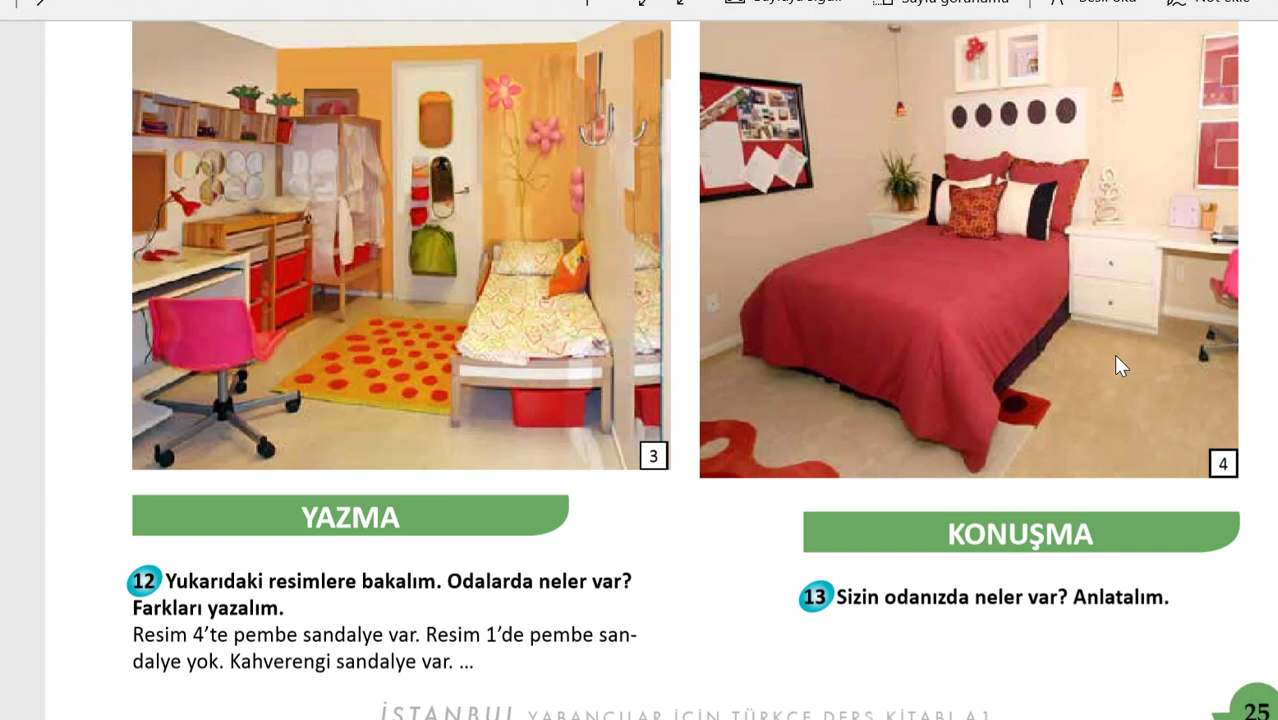 3
4
YAZMA
12 Yukarıdaki resimlere bakalım. Odalarda neler var?
Farkları yazalım.
Resim 4’te pembe sandalye var. Resim 1’de pembe san-
dalye yok. Kahverengi sandalye var. ...
KONUŞMA
13 Sizin odanızda neler var? Anlatalım.
İSTANBUL YABANCILAR İÇİN TÜRKÇE DERS KİTABI A1
25